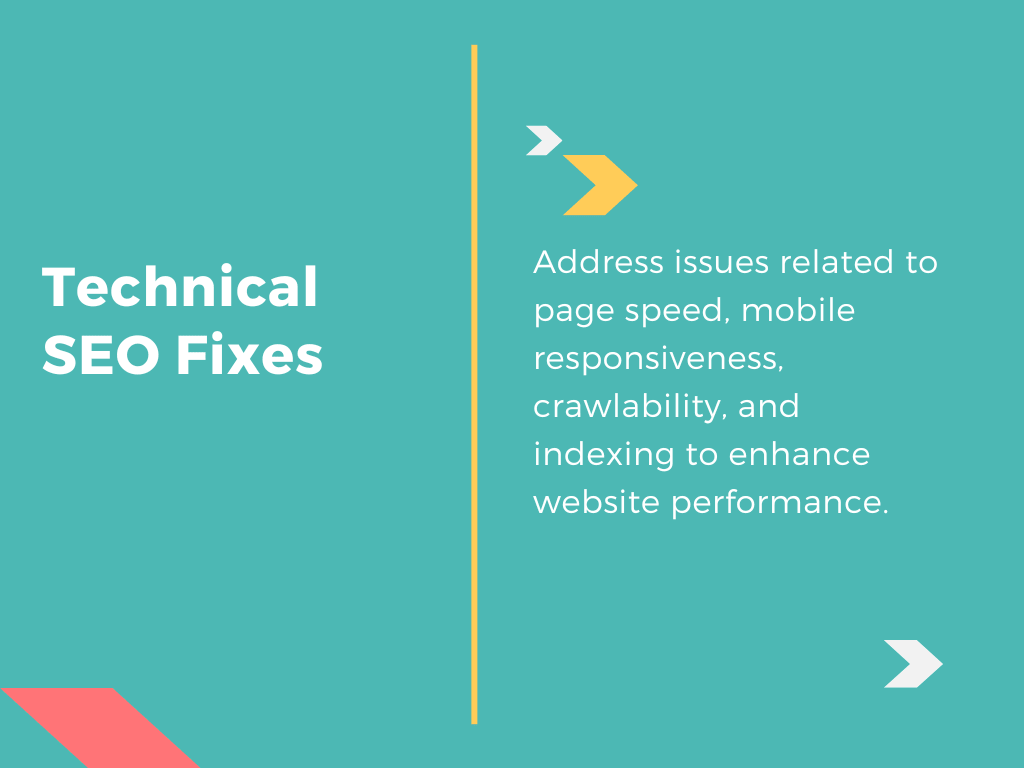 Technical
SEO Fixes
Address issues related to
page speed, mobile
responsiveness,
crawlability, and
indexing to enhance
website performance.